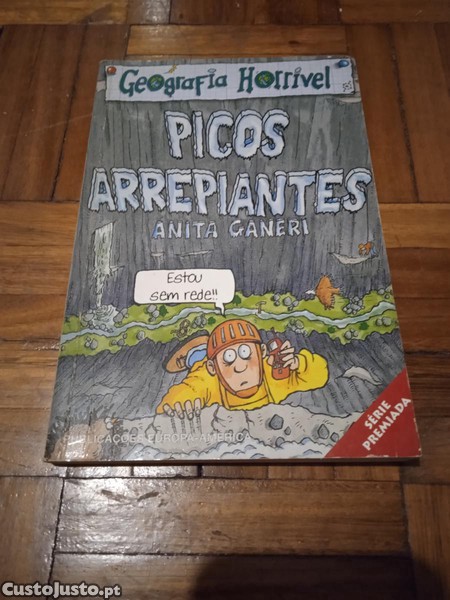 Geografia Horrível
PICOS
ARREPIANTES
ANITA GANERI
Estou
sem rede!!
SÉRIE
PREMIADA
PUBLICAÇÕES EUROPA-AMÉRICA
CustoJusto.pt